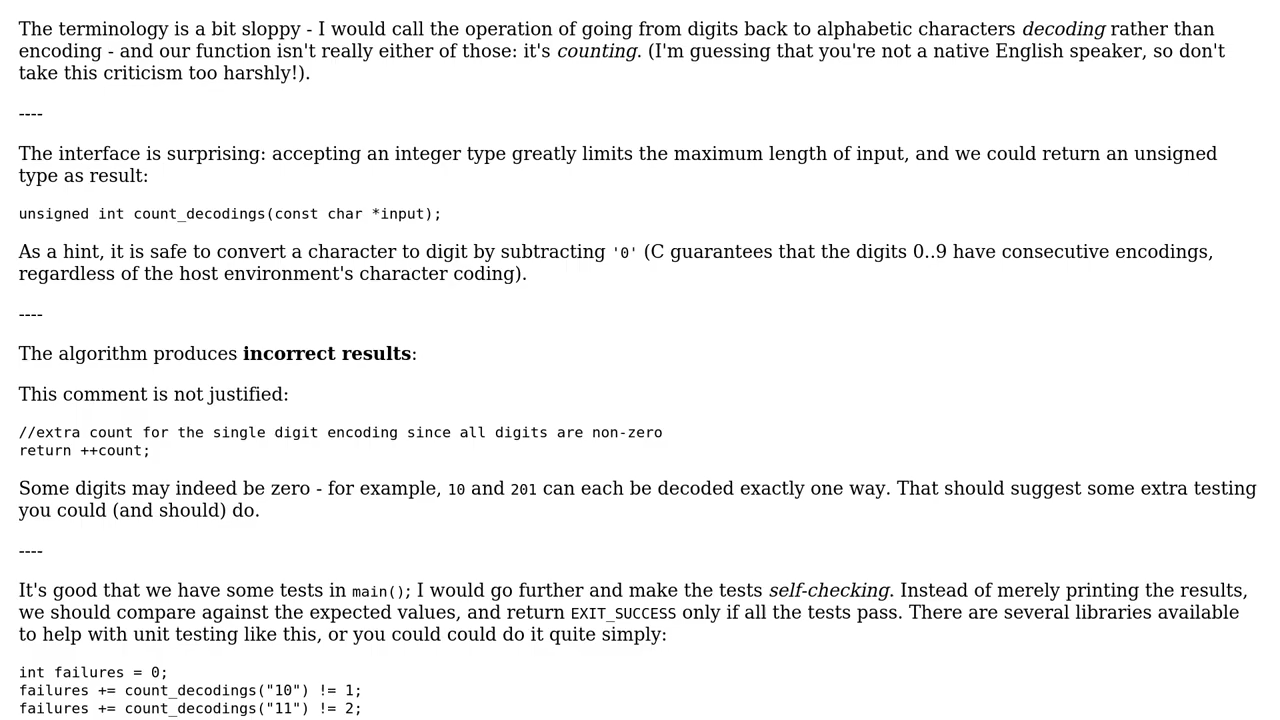 The terminology is a bit sloppy - I would call the operation of going from digits back to alphabetic characters decoding rather than
encoding - and our function isn't really either of those: it's counting. (I'm guessing that you're not a native English speaker, so don't
take this criticism too harshly!).
----
The interface is surprising: accepting an integer type greatly limits the maximum length of input, and we could return an unsigned
type as result:
unsigned int count_decodings(const char *input);
As a hint, it is safe to convert a character to digit by subtracting '0' (C guarantees that the digits 0..9 have consecutive encodings,
regardless of the host environment's character coding).
----
The algorithm produces incorrect results:
This comment is not justified:
//extra count for the single digit encoding since all digits are non-zero
return ++count;
Some digits may indeed be zero - for example, 10 and 201 can each be decoded exactly one way. That should suggest some extra testing
you could (and should) do.
----
It's good that we have some tests in main(); I would go further and make the tests self-checking. Instead of merely printing the results,
we should compare against the expected values, and return EXIT_SUCCESS only if all the tests pass. There are several libraries available
to help with unit testing like this, or you could could do it quite simply:
int failures = 0;
failures += count_decodings("10") != 1;
failures += count_decodings("11") != 2;